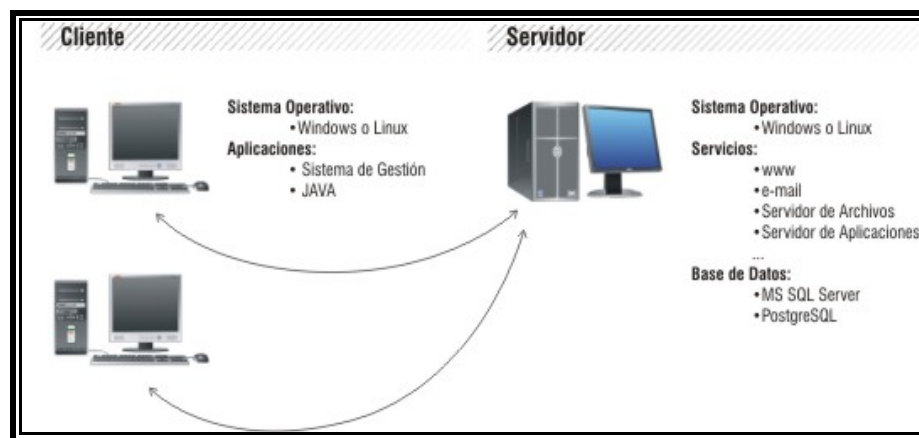 Cliente
Sistema Operativo:
•Windows o Linux
Aplicaciones:
• Sistema de Gestión
• JAVA
Servidor
Sistema Operativo:
•Windows o Linux
Servicios:
•www
•e-mail
•Servidor de Archivos
•Servidor de Aplicaciones
...
Base de Datos:
•MS SQL Server
•PostgreSQL